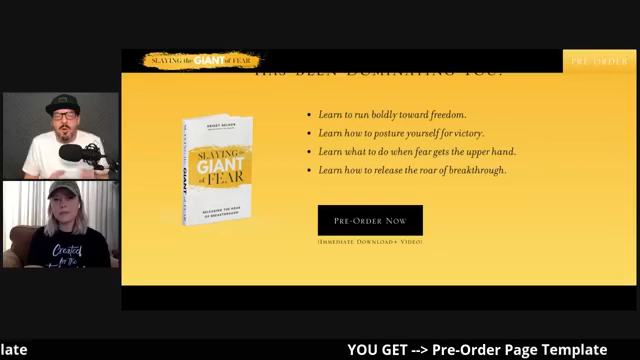 SLAYING the GIANT of FEAR
PRE-ORDER
HAS BEEN DOMINATING YOU?
• Learn to run boldly toward freedom.
• Learn how to posture yourself for victory.
• Learn what to do when fear gets the upper hand.
• Learn how to release the roar of breakthrough.
SLAYING the
GIANT
of FEAR
RELEASING THE ROAR
OF BREAKTHROUGH
GIANT
PRE-ORDER NOW
(IMMEDIATE DOWNLOAD+ VIDEO)
Created
for the
late
YOU GET --> Pre-Order Page Template